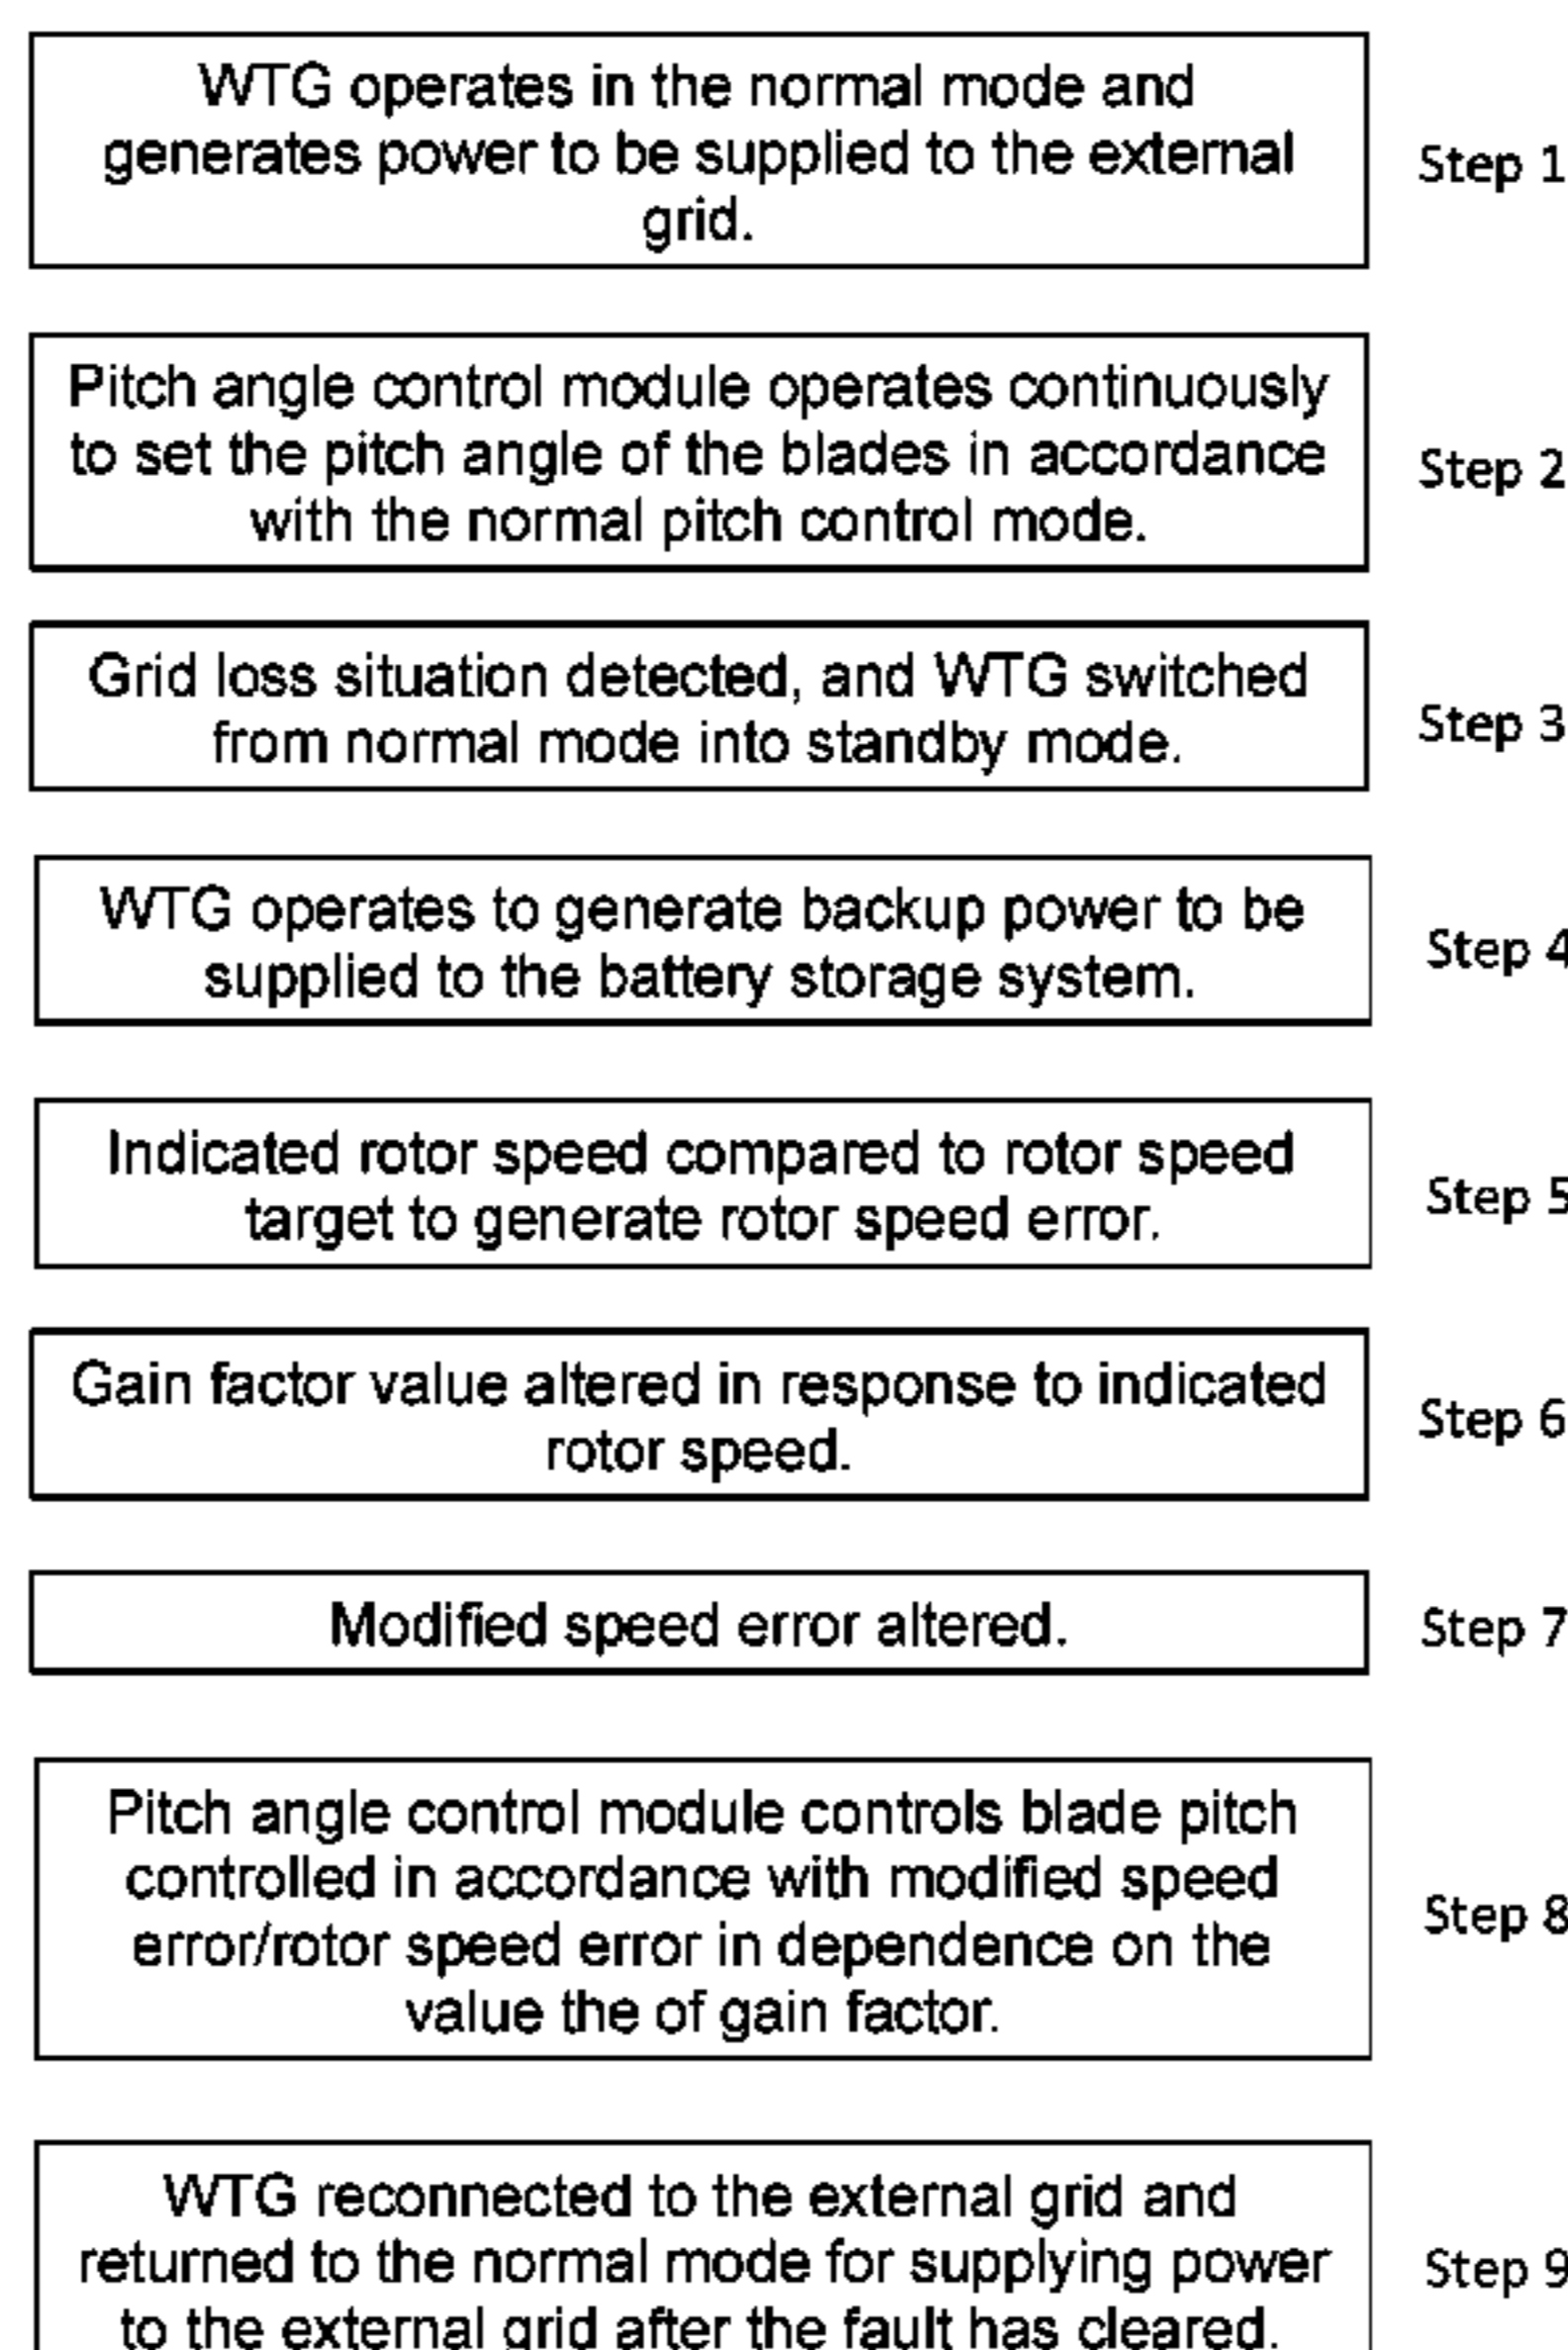 WTG operates in the normal mode and
generates power to be supplied to the external
grid.
Step 1
Pitch angle control module operates continuously
to set the pitch angle of the blades in accordance
with the normal pitch control mode.
Step 2
Grid loss situation detected, and WTG switched
from normal mode into standby mode.
Step 3
WTG operates to generate backup power to be
supplied to the battery storage system.
Step 4
Indicated rotor speed compared to rotor speed
target to generate rotor speed error.
Step 5
Gain factor value altered in response to indicated
rotor speed.
Step 6
Modified speed error altered.
Step 7
Pitch angle control module controls blade pitch
controlled in accordance with modified speed
error/rotor speed error in dependence on the
value the of gain factor.
Step 8
WTG reconnected to the external grid and
returned to the normal mode for supplying power
to the external grid after the fault has cleared.
Step 9